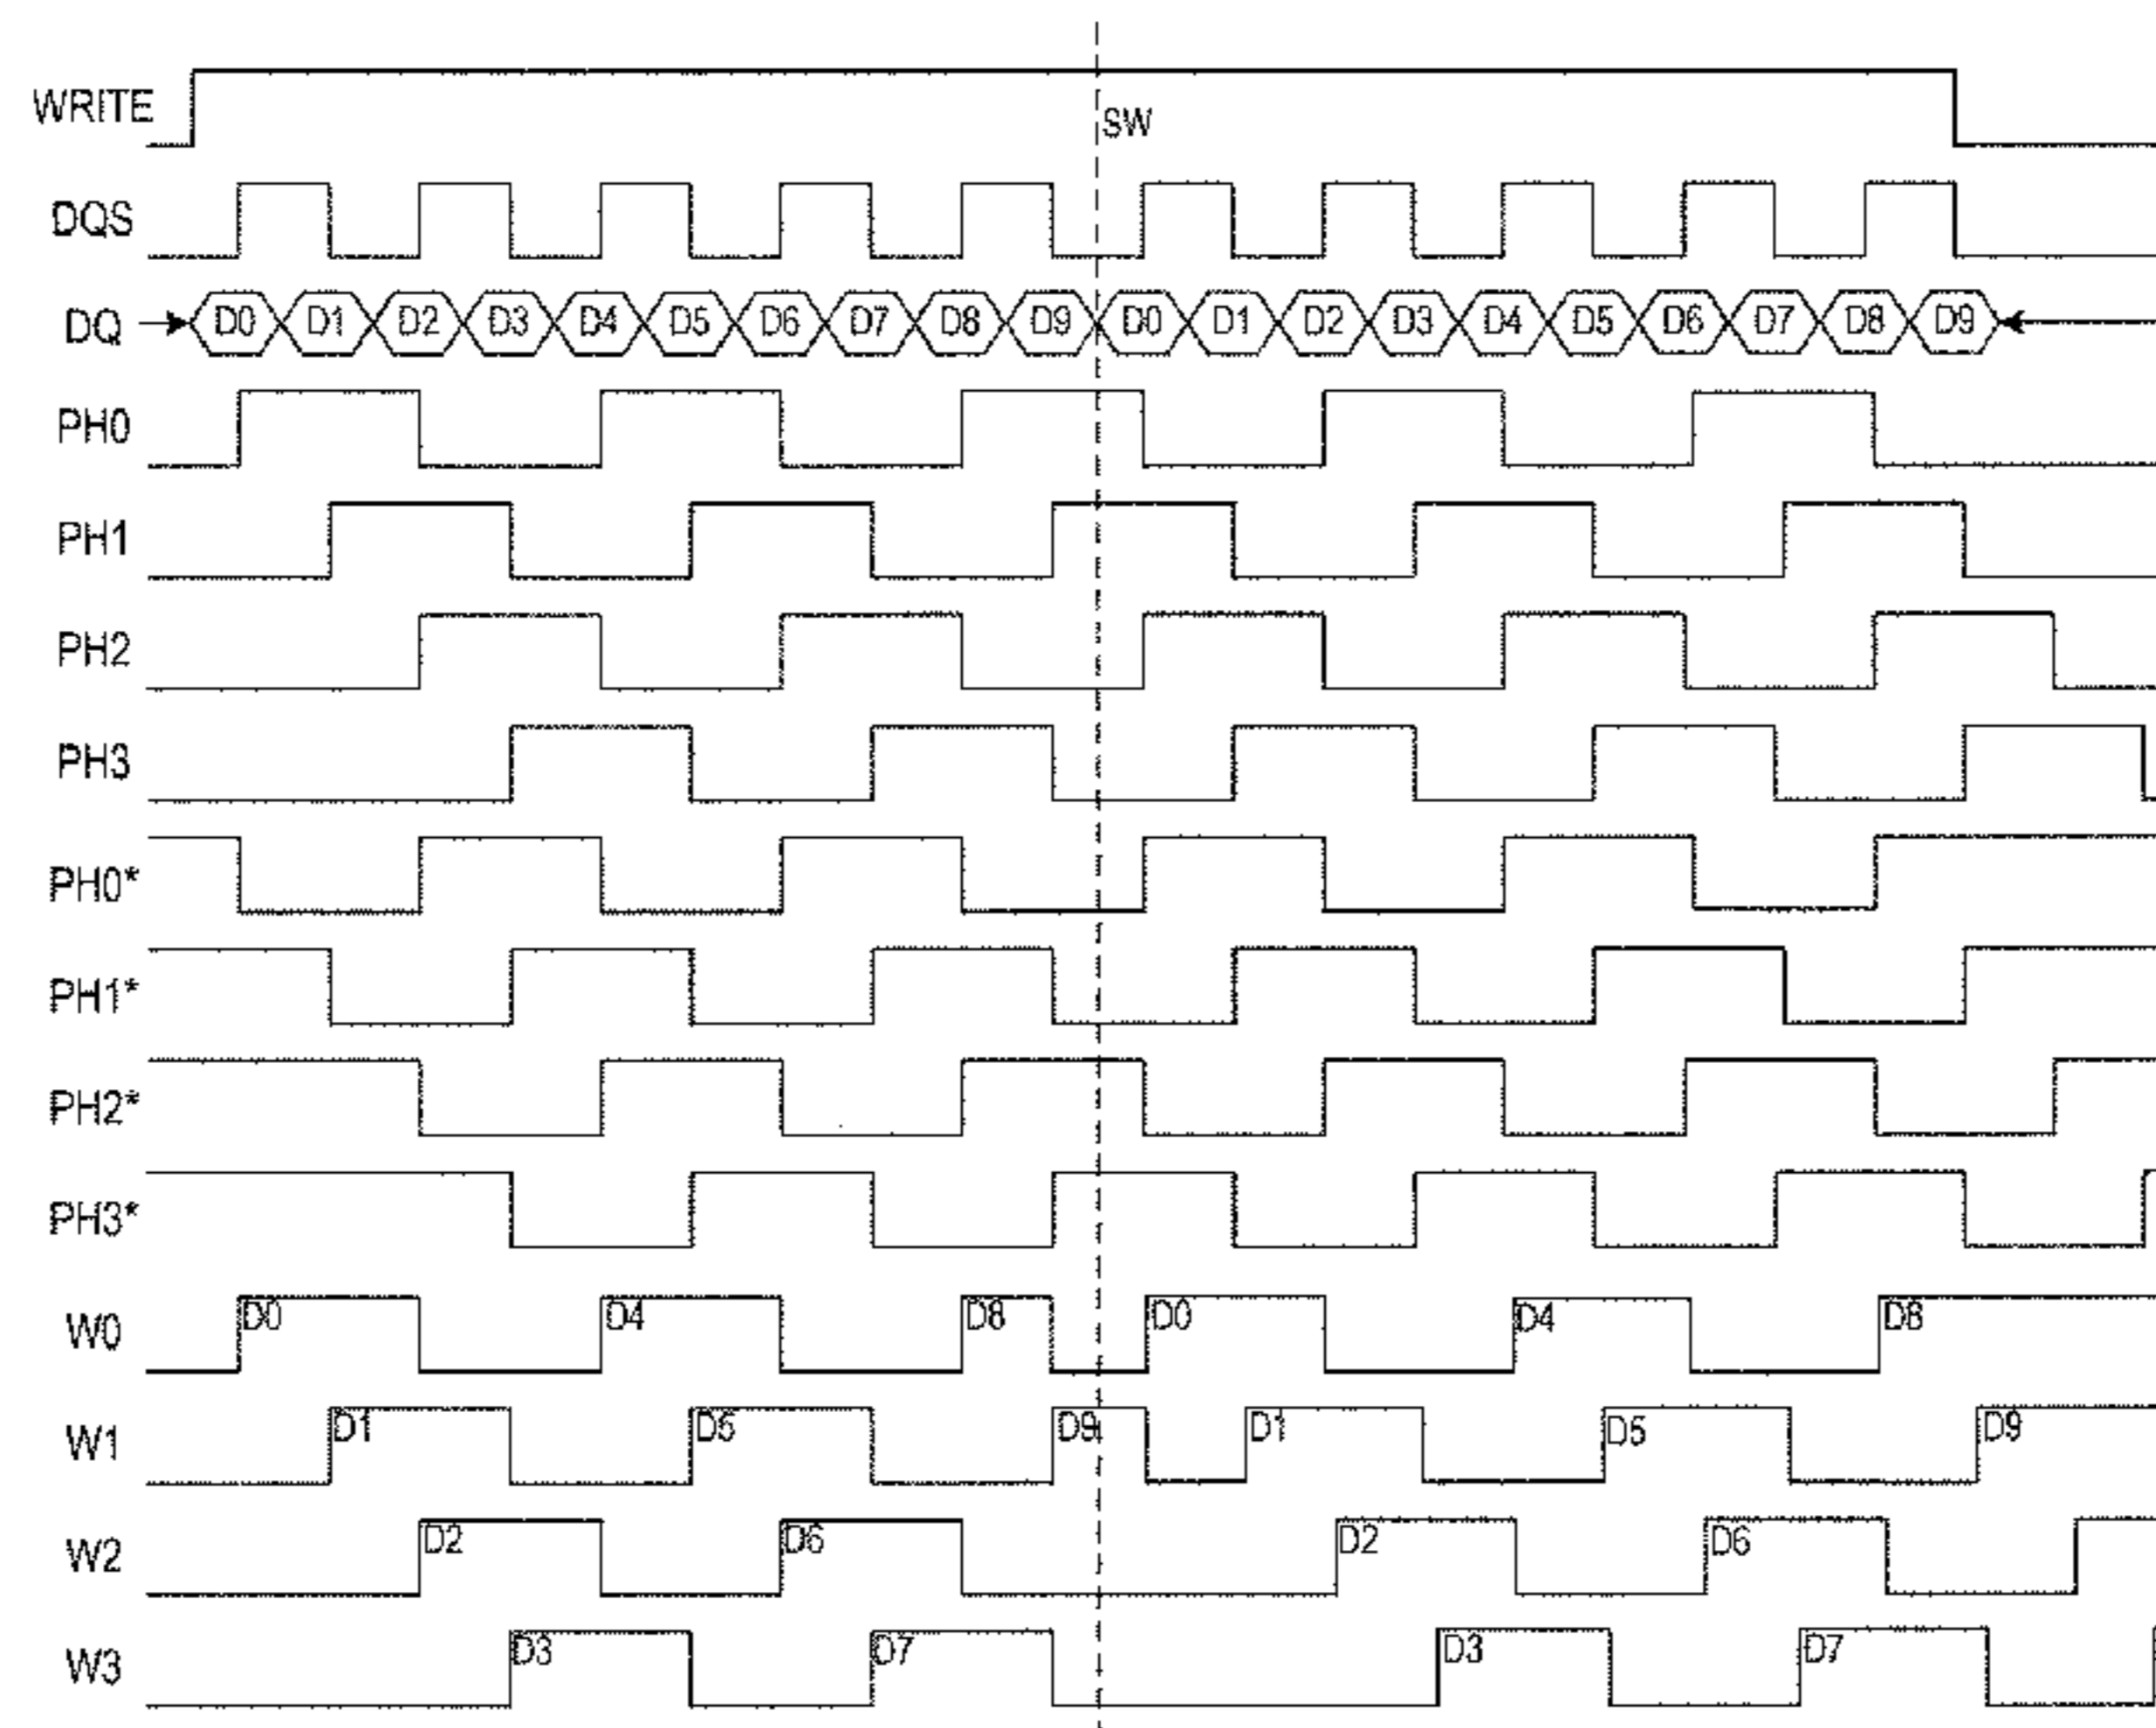 WRITE
SW
DQS
DQ D0 D1 D2 D3 D4 D5 D6 D7 D8 D9 D0 D1 D2 D3 D4 D5 D6 D7 D8 D9
PH0
PH1
PH2
PH3
PH0*
PH1*
PH2*
PH3*
W0 D0 D4 D8 D0 D4 D8
W1 D1 D5 D9 D1 D5 D9
W2 D2 D6 D2 D6
W3 D3 D7 D3 D7